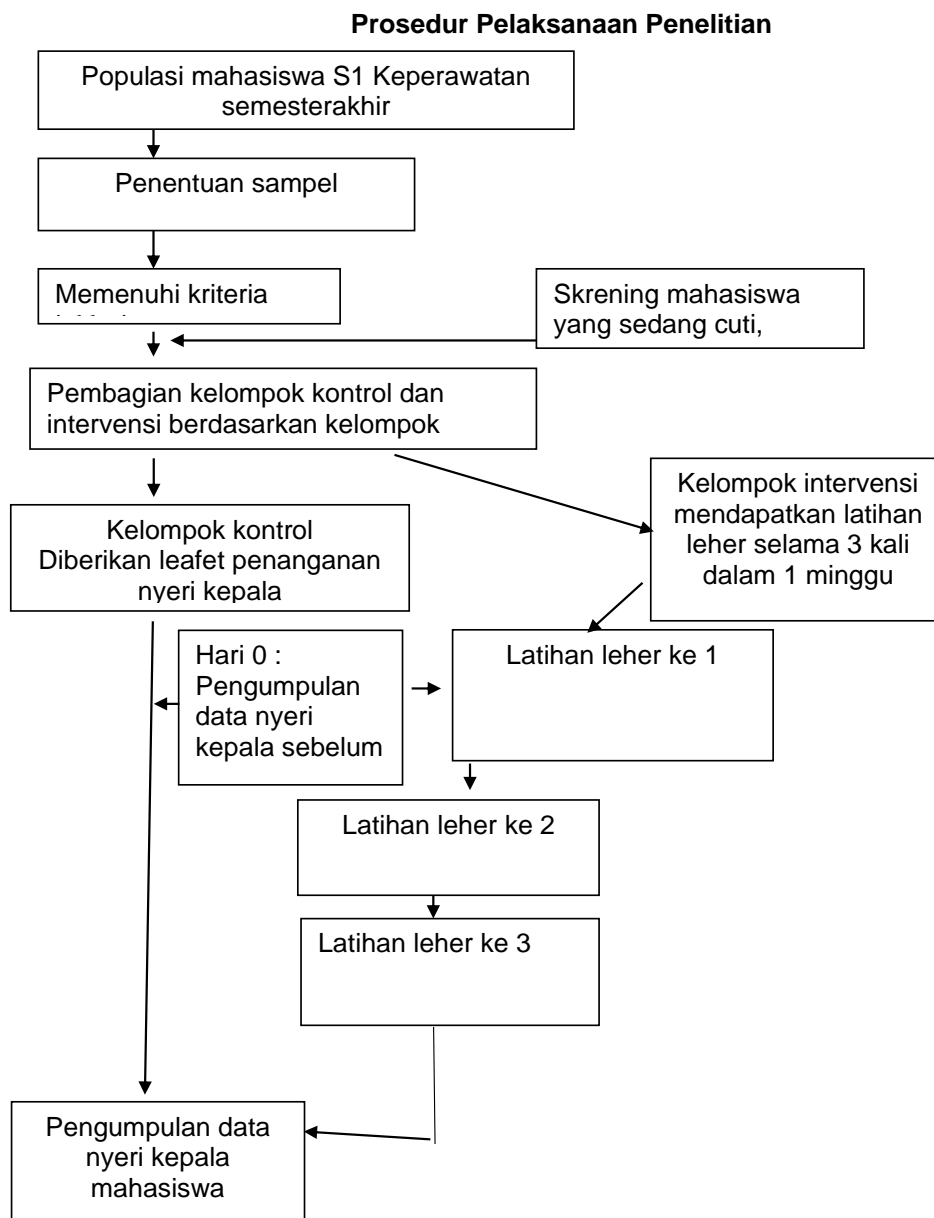 Prosedur Pelaksanaan Penelitian
Populasi mahasiswa S1 Keperawatan
semesterakhir
Penentuan sampel
Memenuhi kriteria
Skrening mahasiswa
yang sedang cuti,
Pembagian kelompok kontrol dan
intervensi berdasarkan kelompok
Kelompok kontrol
Diberikan leafet penanganan
nyeri kepala
Kelompok intervensi
mendapatkan latihan
leher selama 3 kali
dalam 1 minggu
Hari 0 :
Pengumpulan
data nyeri
kepala sebelum
Latihan leher ke 1
Latihan leher ke 2
Latihan leher ke 3
Pengumpulan data
nyeri kepala
mahasiswa